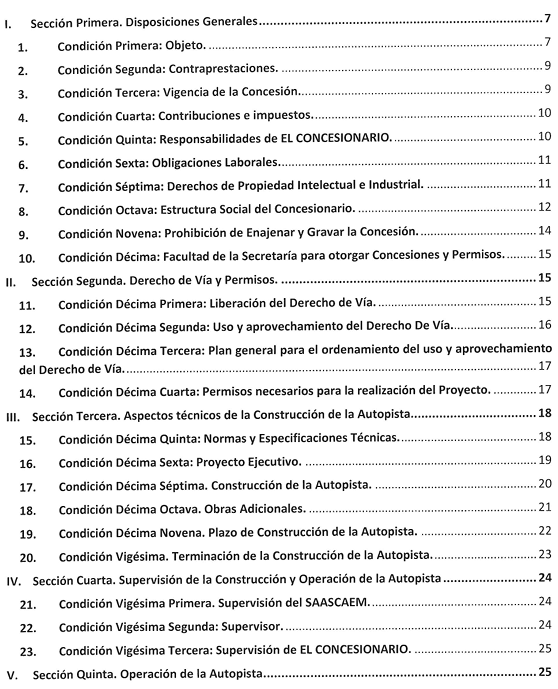 I. Sección Primera. Disposiciones Generales........7
1. Condición Primera: Objeto. ........7
2. Condición Segunda: Contraprestaciones. ........9
3. Condición Tercera: Vigencia de la Concesión........9
4. Condición Cuarta: Contribuciones e impuestos........10
5. Condición Quinta: Responsabilidades de EL CONCESIONARIO. ........10
6. Condición Sexta: Obligaciones Laborales........11
7. Condición Séptima: Derechos de Propiedad Intelectual e Industrial. ........11
8. Condición Octava: Estructura Social del Concesionario. ........12
9. Condición Novena: Prohibición de Enajenar y Gravar la Concesión. ........14
10. Condición Décima: Facultad de la Secretaría para otorgar Concesiones y Permisos. ........15
II. Sección Segunda. Derecho de Vía y Permisos. ........15
11. Condición Décima Primera: Liberación del Derecho de Vía. ........15
12. Condición Décima Segunda: Uso y aprovechamiento del Derecho De Vía........16
13. Condición Décima Tercera: Plan general para el ordenamiento del uso y aprovechamiento
del Derecho de Vía. ........17
14. Condición Décima Cuarta: Permisos necesarios para la realización del Proyecto. ........17
III. Sección Tercera. Aspectos técnicos de la Construcción de la Autopista........18
15. Condición Décima Quinta: Normas y Especificaciones Técnicas........18
16. Condición Décima Sexta: Proyecto Ejecutivo. ........19
17. Condición Décima Séptima. Construcción de la Autopista. ........20
18. Condición Décima Octava. Obras Adicionales. ........21
19. Condición Décima Novena. Plazo de Construcción de la Autopista. ........22
20. Condición Vigésima. Terminación de la Construcción de la Autopista........23
IV. Sección Cuarta. Supervisión de la Construcción y Operación de la Autopista ........24
21. Condición Vigésima Primera. Supervisión del SAASCAEM........24
22. Condición Vigésima Segunda: Supervisor. ........24
23. Condición Vigésima Tercera: Supervisión de EL CONCESIONARIO. ........25
V. Sección Quinta. Operación de la Autopista........25